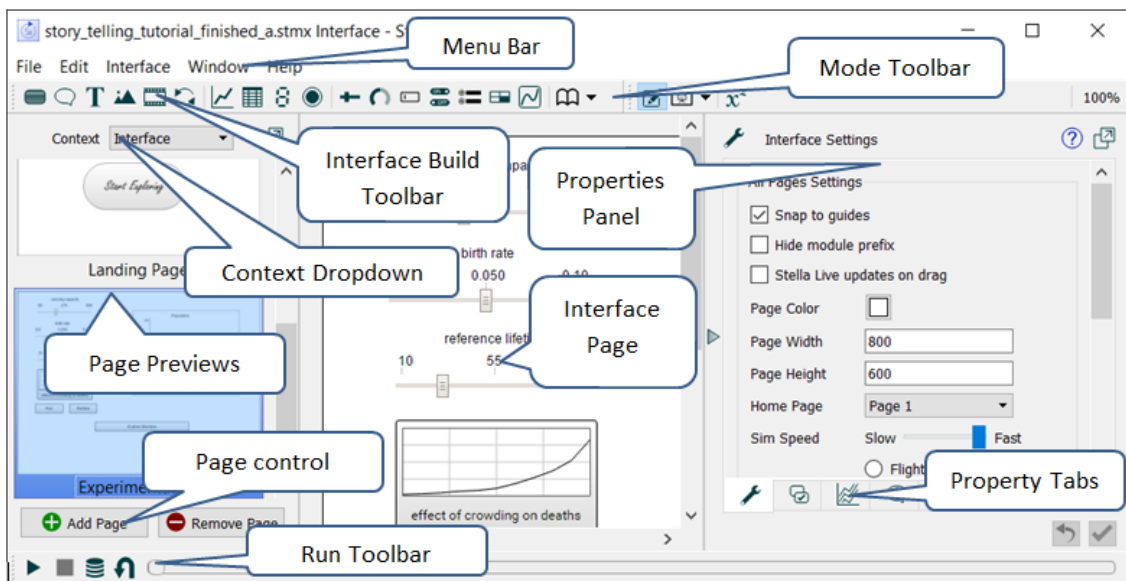 story_telling_tutorial_finished_a.stmx Interface - S
Menu Bar
File Edit Interface Window Help
Mode Toolbar
T
100%
Context Interface
Interface Build
Toolbar
Interface Settings
Properties
Panel
All Pages Settings
Start Exploring
Snap to guides
Hide module prefix
Stella Live updates on drag
birth rate
0.050 0.10
Landing Page
Context Dropdown
Page Color
Interface
Page
Page Width 800
Page Height 600
Home Page Page 1
Sim Speed Slow Fast
Flight
reference lifeti
10 55
Page Previews
Page control
Experimen
effect of crowding on deaths
Property Tabs
Add Page Remove Page
Run Toolbar